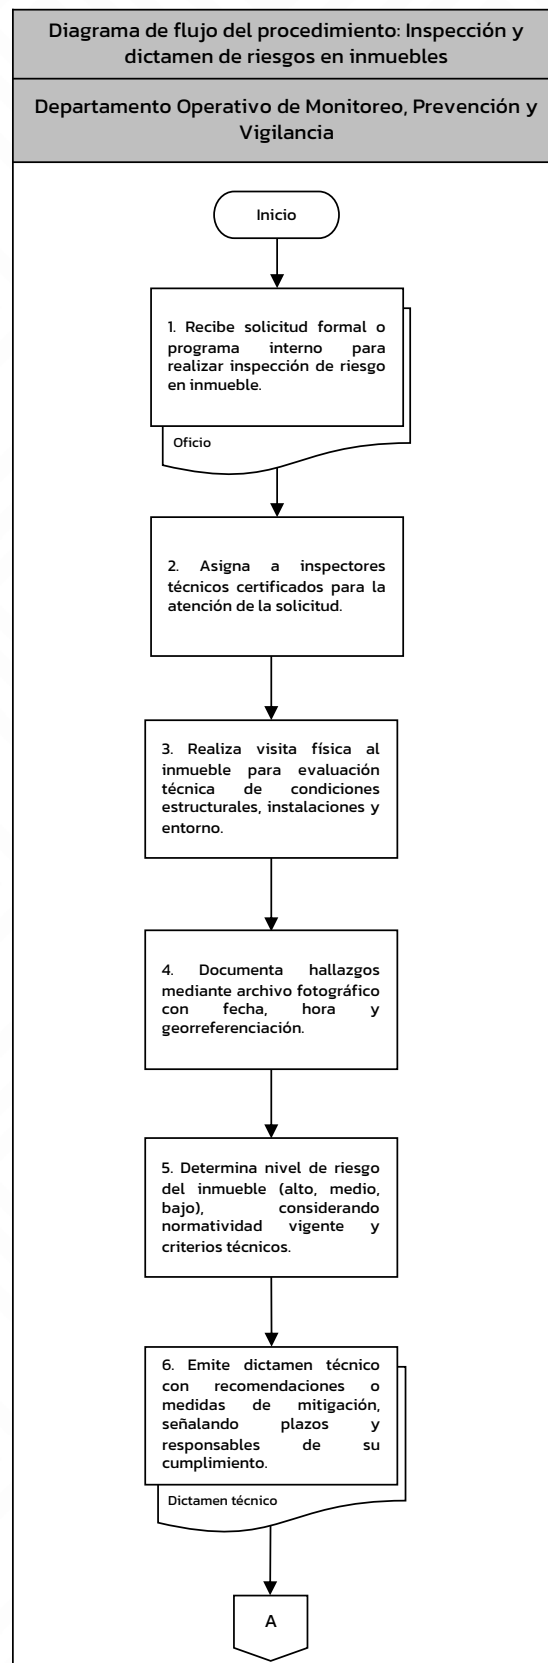 Diagrama de flujo del procedimiento: Inspección y
dictamen de riesgos en inmuebles
Departamento Operativo de Monitoreo, Prevención y
Vigilancia
Inicio
1. Recibe solicitud formal o
programa interno para
realizar inspección de riesgo
en inmueble.
Oficio
2. Asigna a inspectores
técnicos certificados para la
atención de la solicitud.
3. Realiza visita física al
inmueble para evaluación
técnica de condiciones
estructurales, instalaciones y
entorno.
4. Documenta hallazgos
mediante archivo fotográfico
con fecha, hora y
georreferenciación.
5. Determina nivel de riesgo
del inmueble (alto, medio,
bajo), considerando
normatividad vigente y
criterios técnicos.
6. Emite dictamen técnico
con recomendaciones o
medidas de mitigación,
señalando plazos y
responsables de su
cumplimiento.
Dictamen técnico
A